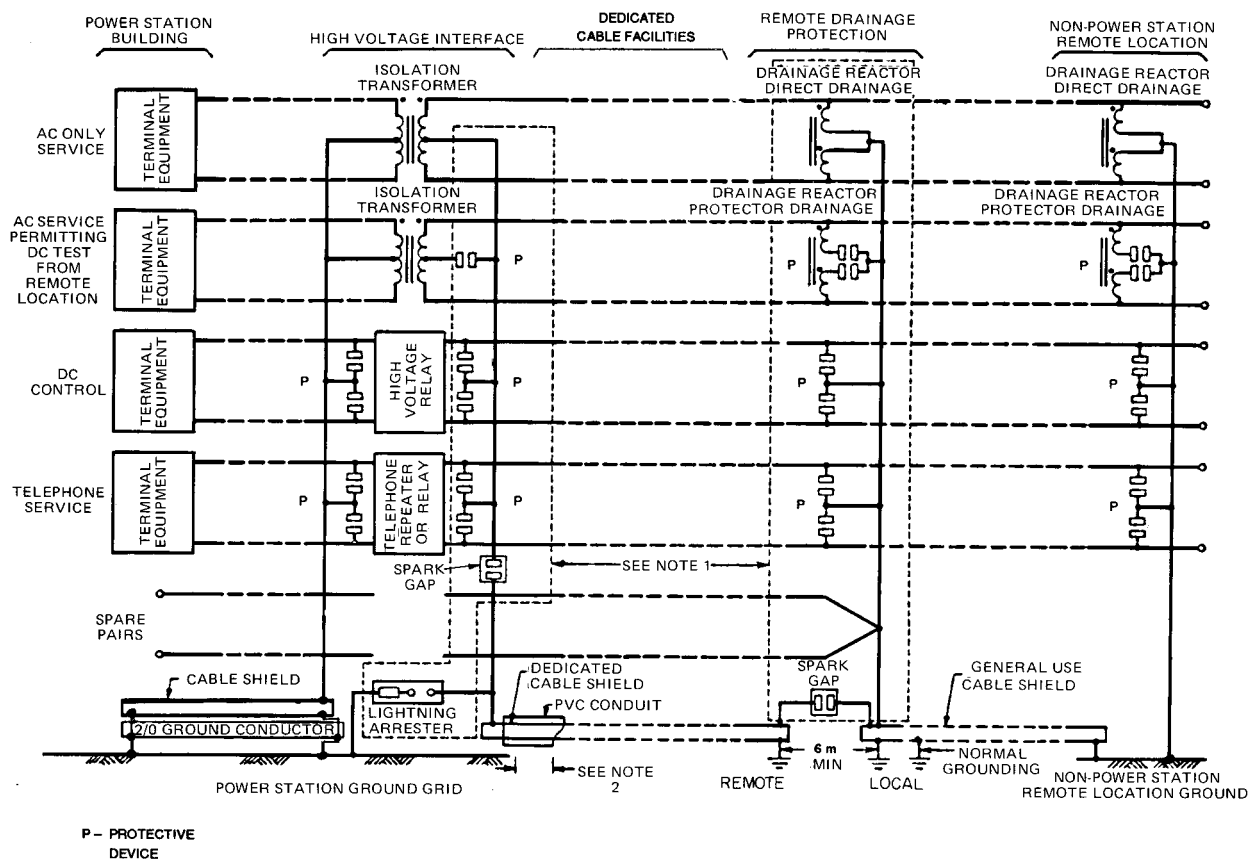 POWER STATION
BUILDING
HIGH VOLTAGE INTERFACE
DEDICATED
CABLE FACILITIES
REMOTE DRAINAGE
PROTECTION
NON-POWER STATION
REMOTE LOCATION
ISOLATION
TRANSFORMER
DRAINAGE REACTOR
DIRECT DRAINAGE
DRAINAGE REACTOR
DIRECT DRAINAGE
AC ONLY
SERVICE
TERMINAL
EQUIPMENT
ISOLATION
TRANSFORMER
DRAINAGE REACTOR
PROTECTOR DRAINAGE
DRAINAGE REACTOR
PROTECTOR DRAINAGE
AC SERVICE
PERMITTING
DC TEST
FROM
REMOTE
LOCATION
TERMINAL
EQUIPMENT
P
P
P
DC
CONTROL
TERMINAL
EQUIPMENT
P
HIGH
VOLTAGE
RELAY
P
P
P
TELEPHONE
SERVICE
TERMINAL
EQUIPMENT
P
TELEPHONE
REPEATER
OR RELAY
P
P
P
SPARK
GAP
SEE NOTE 1
SPARE
PAIRS
CABLE SHIELD
2/0 GROUND CONDUCTOR
LIGHTNING
ARRESTER
DEDICATED
CABLE SHIELD
PVC CONDUIT
SPARK
GAP
GENERAL USE
CABLE SHIELD
6 m
MIN
NORMAL
GROUNDING
POWER STATION GROUND GRID
SEE NOTE
2
REMOTE
LOCAL
NON-POWER STATION
REMOTE LOCATION GROUND
P – PROTECTIVE
DEVICE